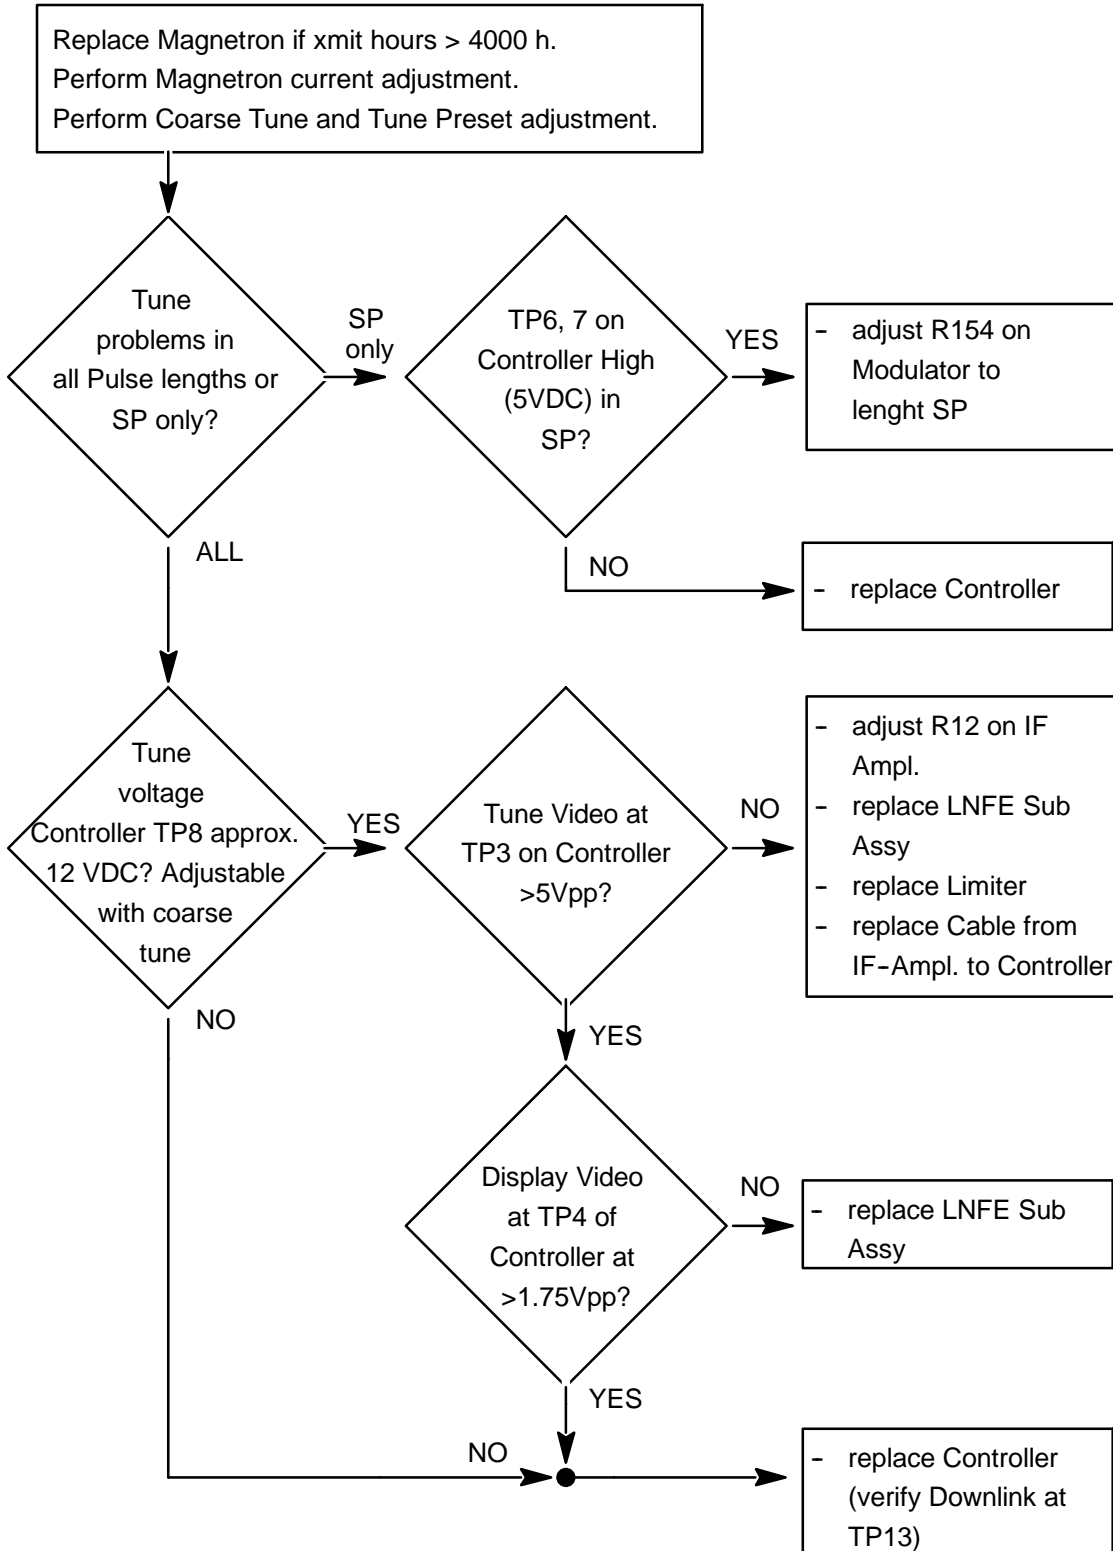 Replace Magnetron if xmit hours > 4000 h.
Perform Magnetron current adjustment.
Perform Coarse Tune and Tune Preset adjustment.
Tune
problems in
all Pulse lengths or
SP only?
SP
only
TP6, 7 on
Controller High
(5VDC) in
SP?
YES
- adjust R154 on
Modulator to
lenght SP
ALL
NO
- replace Controller
Tune
voltage
Controller TP8 approx.
12 VDC? Adjustable
with coarse
tune
YES
Tune Video at
TP3 on Controller
>5Vpp?
NO
- adjust R12 on IF
Ampl.
- replace LNFE Sub
Assy
- replace Limiter
- replace Cable from
IF-Ampl. to Controller
NO
YES
Display Video
at TP4 of
Controller at
>1.75Vpp?
NO
- replace LNFE Sub
Assy
YES
NO
- replace Controller
(verify Downlink at
TP13)